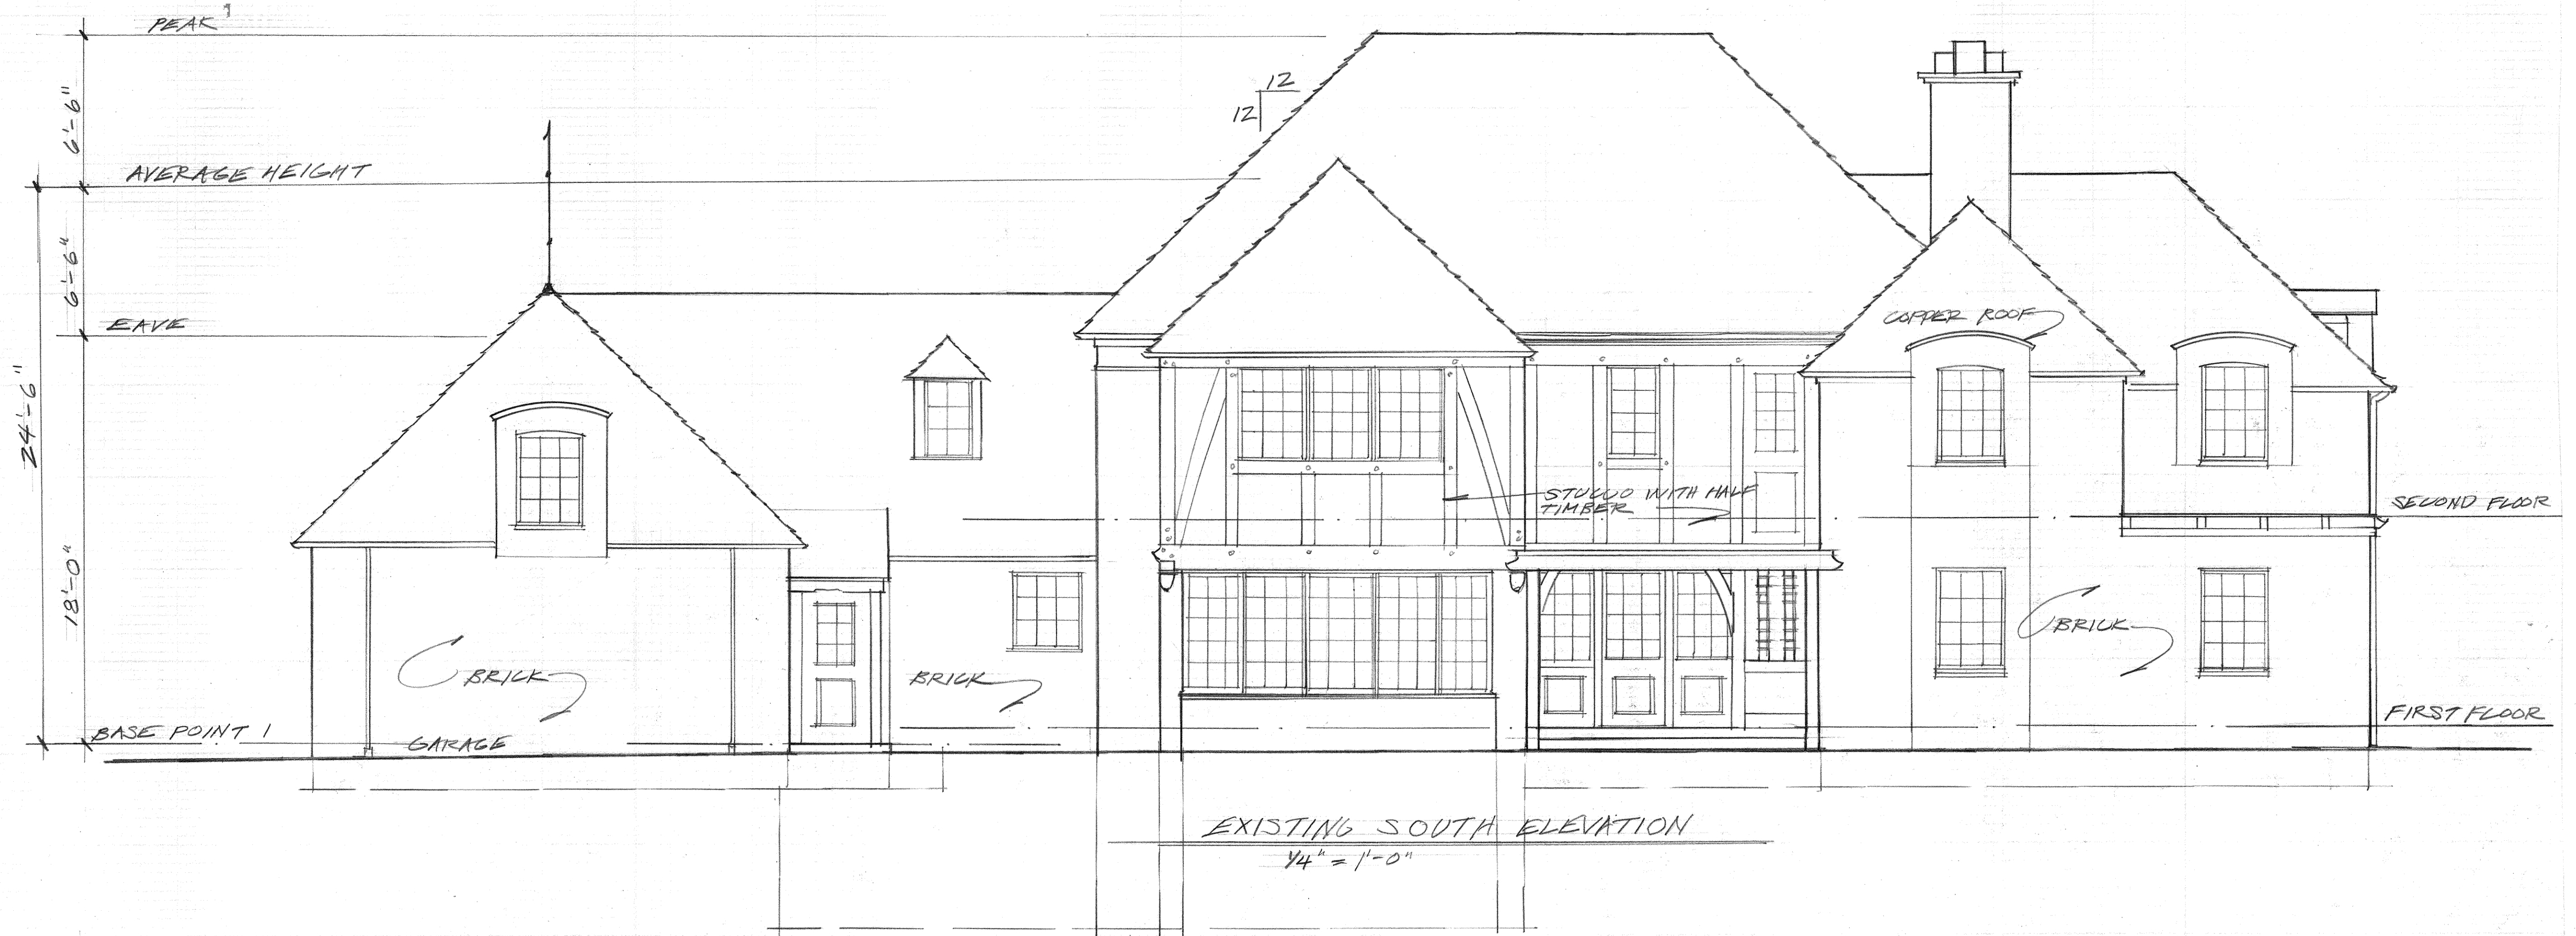 PEAK
6'-6"
12
12
AVERAGE HEIGHT
6'-6"
EAVE
24'-6"
18'-0"
COPPER ROOF
STUCCO WITH HALF
TIMBER
SECOND FLOOR
BRICK
BRICK
BRICK
FIRST FLOOR
BASE POINT 1
GARAGE
EXISTING SOUTH ELEVATION
1/4" = 1'-0"